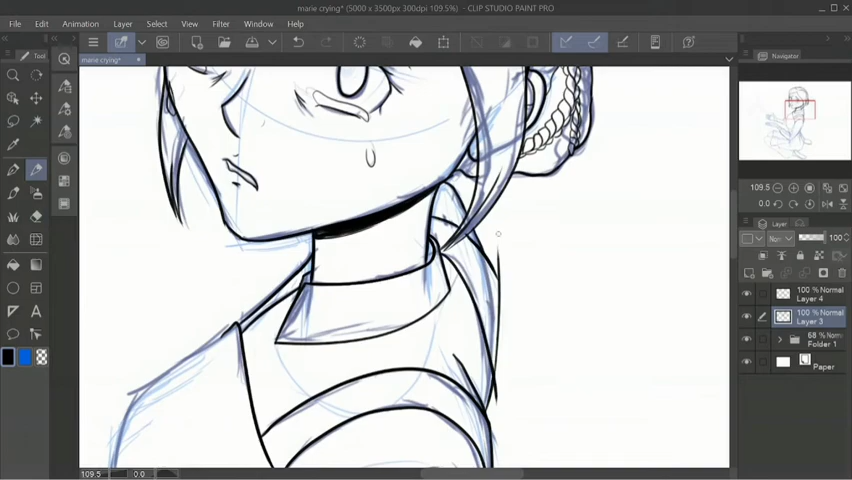 marie crying* (5000 x 3500px 300dpi 109.5%) - CLIP STUDIO PAINT PRO
File Edit Animation Layer Select View Filter Window Help
Tool
marie crying*
Navigator
109.5
0.0
Layer
Nor
100
100 % Normal
Layer 4
100 % Normal
Layer 3
68 % Norm
Folder 1
Paper
109.5 0.0